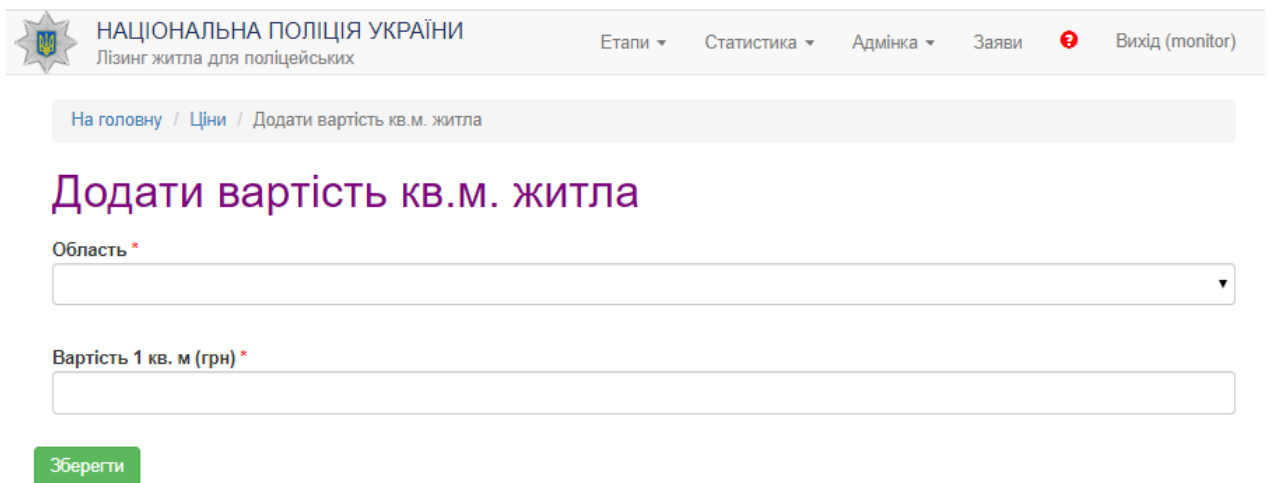 НАЦІОНАЛЬНА ПОЛІЦІЯ УКРАЇНИ
Лізинг житла для поліцейських
Етапи Статистика Адмінка Заяви ? Вихід (monitor)
На головну / Ціни / Додати вартість кв.м. житла
Додати вартість кв.м. житла
Область *
Вартість 1 кв. м (грн) *
Зберегти